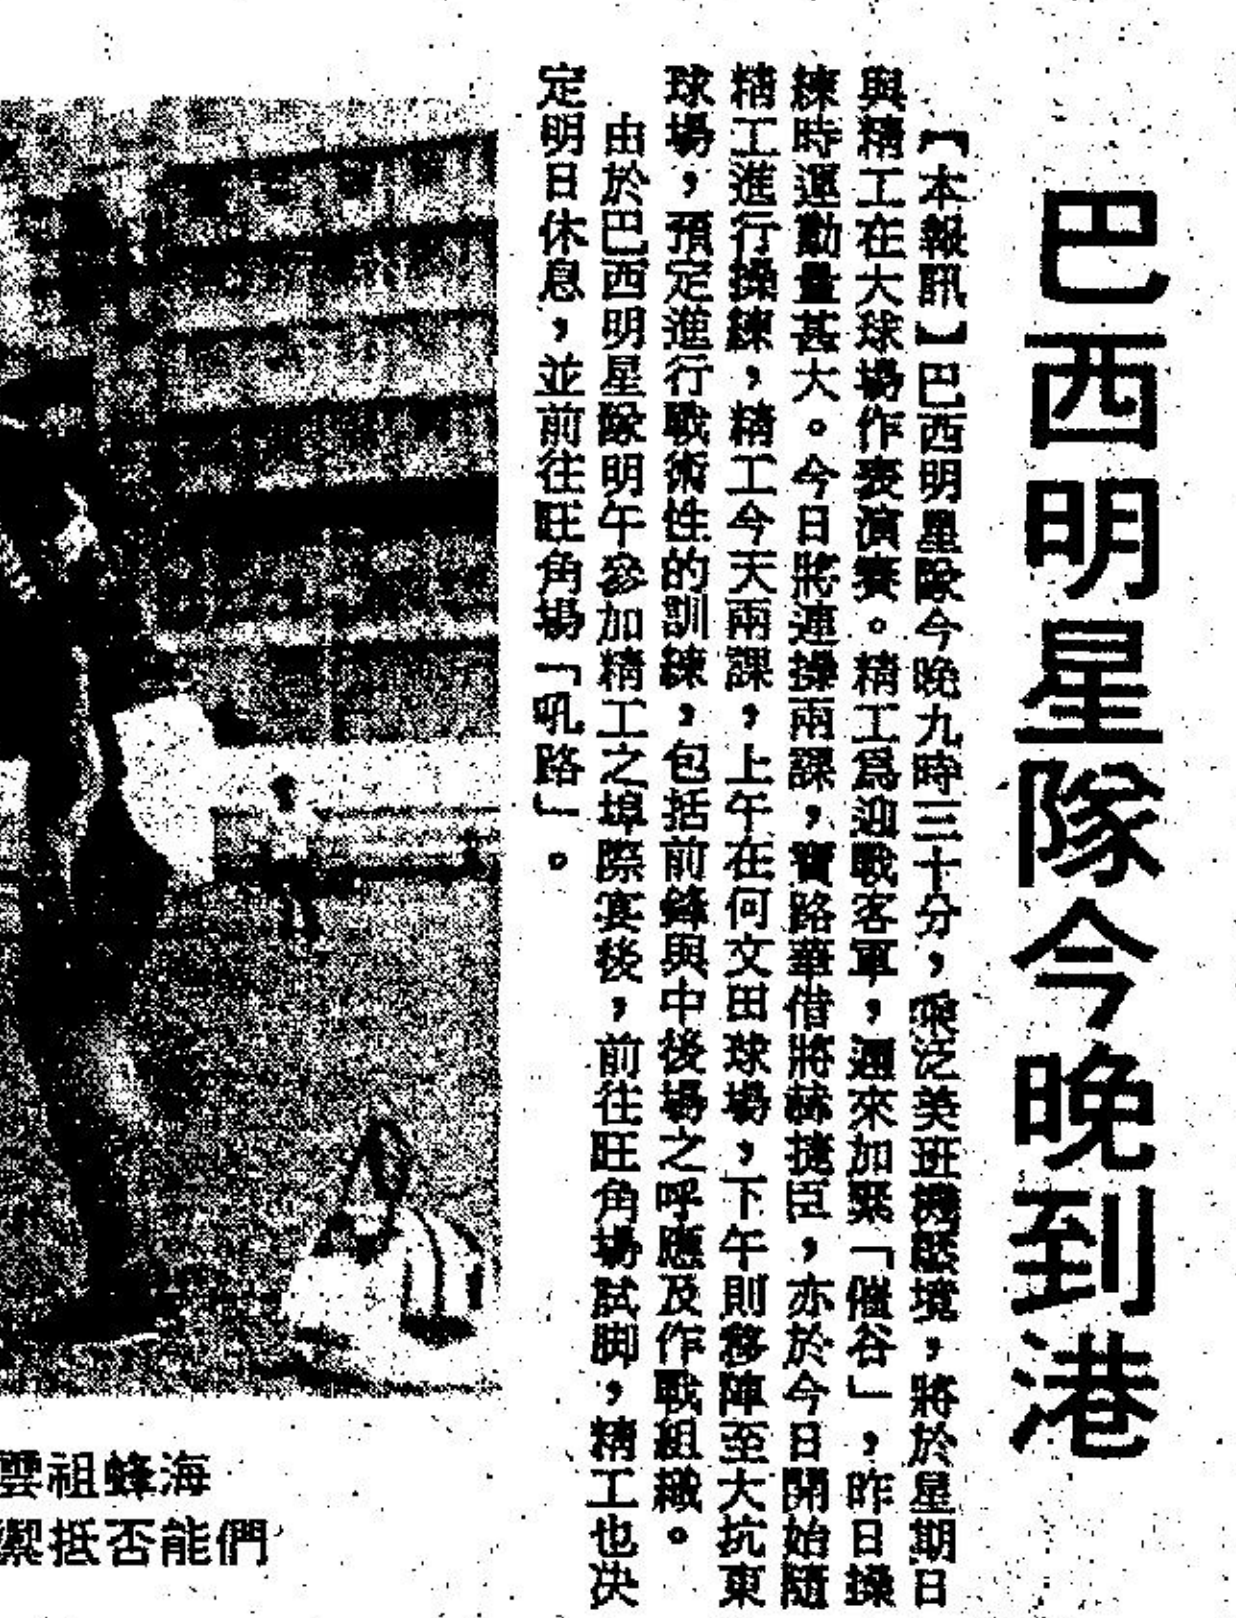 巴西明星隊今晚到港
【本報訊】巴西明星隊今晚九時三十分，乘泛美班機歷境，將於星期日
與精工在大球場作表演賽。精工爲迎戰客軍，週來加緊「催谷」，昨日操
練時運動量甚大。今日將連操兩課，寶路華借將赫捷臣，亦於今日開始隨
精工進行操練，精工今天兩課，上午在何文田球場，下午則移陣至大抗東
球場，預定進行戰術性的訓練，包括前鋒與中後場之呼應及作戰組織。
由於巴西明星隊明午參加精工之埠際宴後，前往旺角場試脚，精工也决
定明日休息，並前往旺角場「吼路」。
海蜂祖雲
們能否抵禦